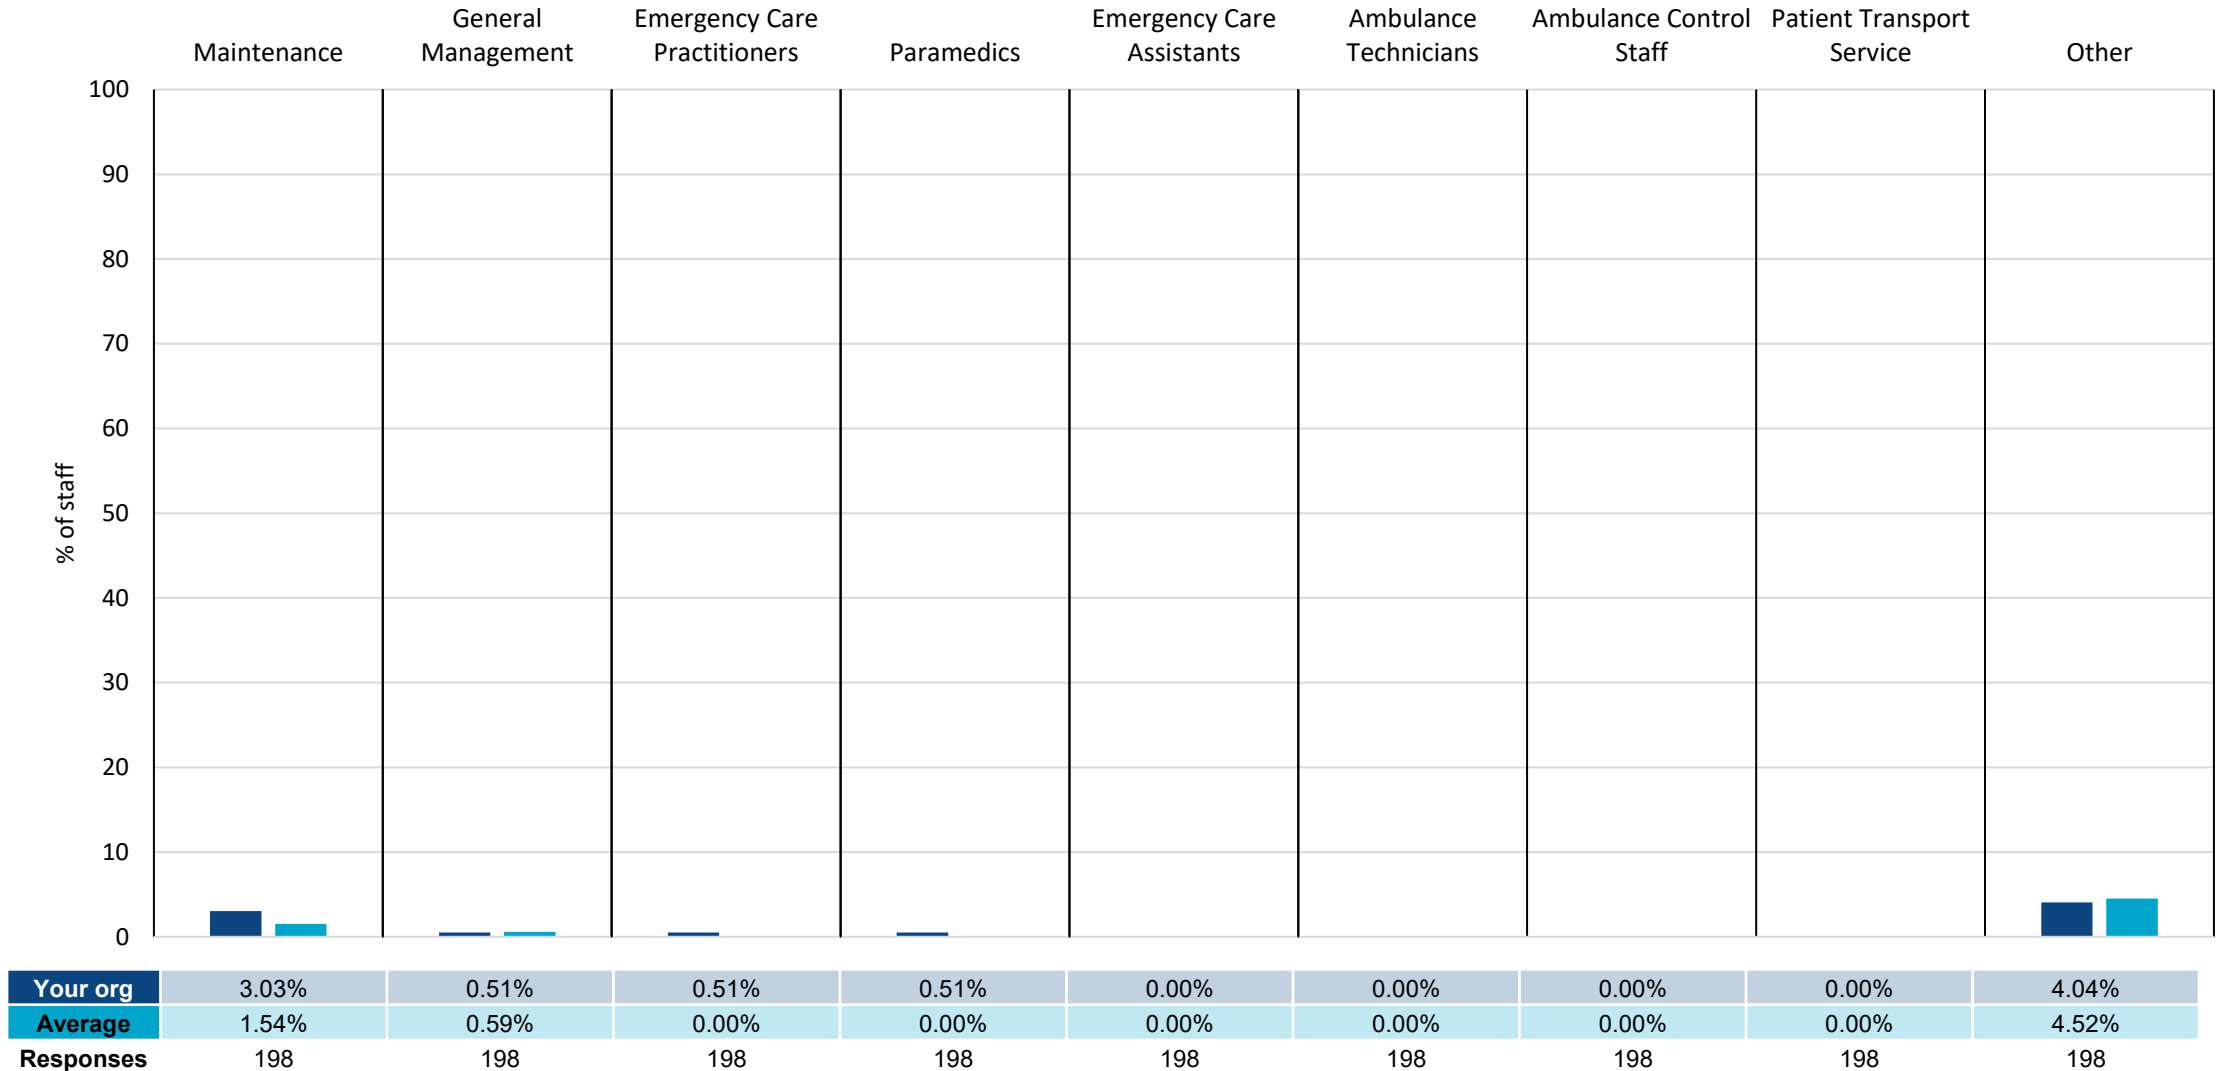 Maintenance
General
Management
Emergency Care
Practitioners
Paramedics
Emergency Care
Assistants
Ambulance
Technicians
Ambulance Control
Staff
Patient Transport
Service
Other
% of staff
100
90
80
70
60
50
40
30
20
10
0
Your org 3.03% 0.51% 0.51% 0.51% 0.00% 0.00% 0.00% 0.00% 4.04%
Average 1.54% 0.59% 0.00% 0.00% 0.00% 0.00% 0.00% 0.00% 4.52%
Responses 198 198 198 198 198 198 198 198 198